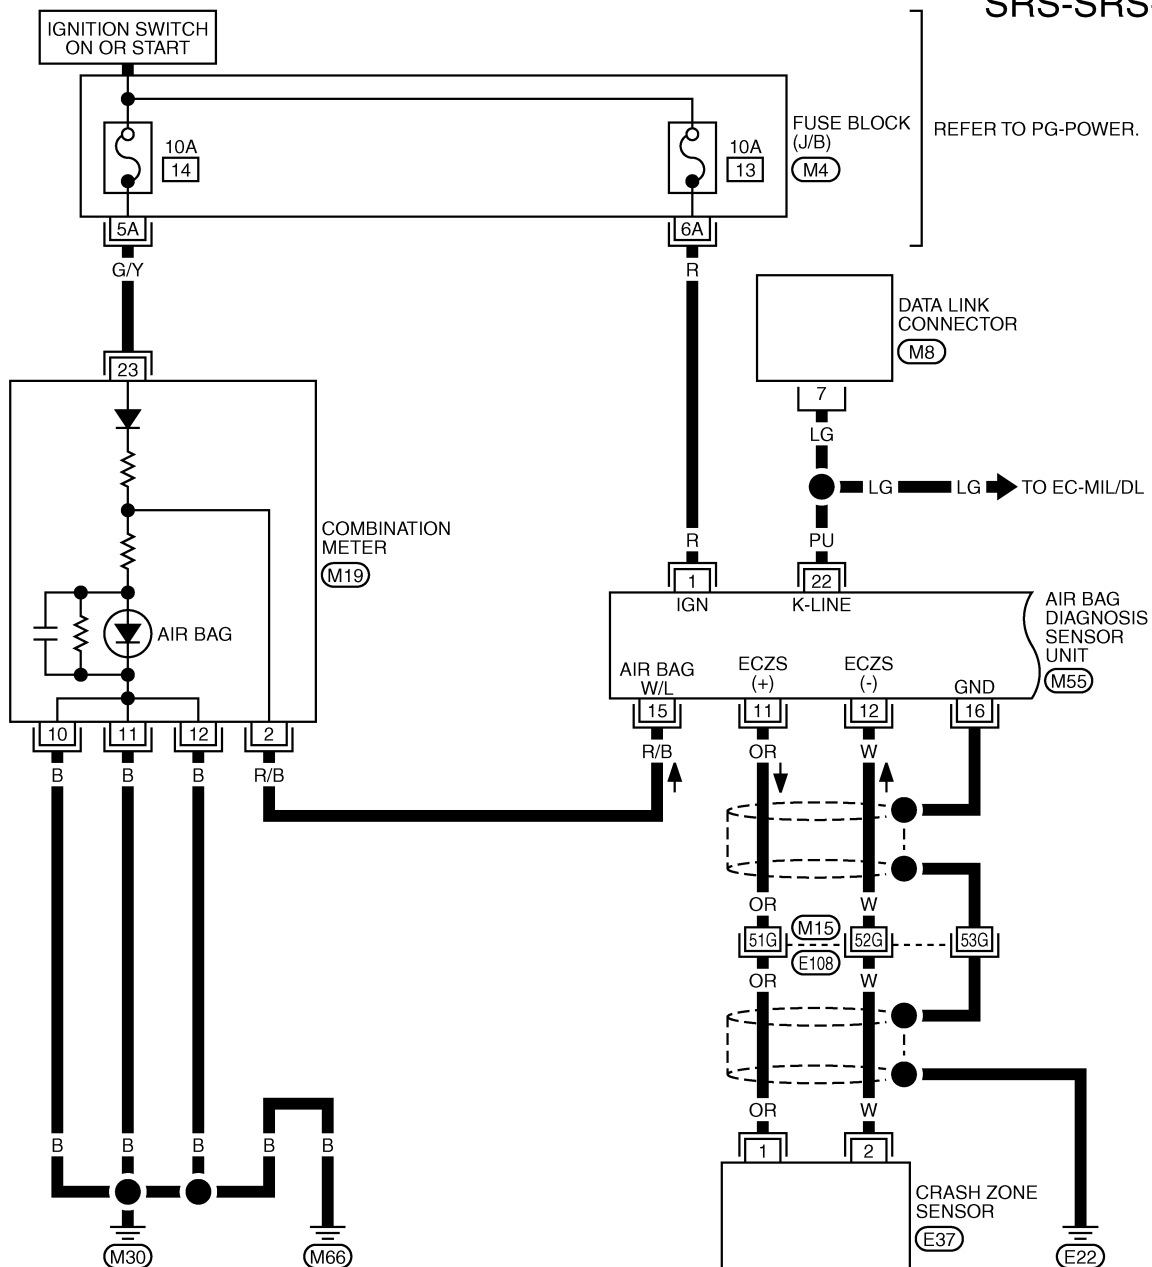 SRS-SRS-
IGNITION SWITCH
ON OR START
10A
14
10A
13
FUSE BLOCK
(J/B)
M4
REFER TO PG-POWER.
5A
6A
G/Y
R
DATA LINK
CONNECTOR
M8
23
7
LG
LG
LG
TO EC-MIL/DL
COMBINATION
METER
M19
R
PU
1
22
IGN
K-LINE
AIR BAG
DIAGNOSIS
SENSOR
UNIT
M55
AIR BAG
AIR BAG
W/L
ECZS
(+)
ECZS
(-)
GND
15
11
12
16
10
11
12
2
R/B
OR
W
B
B
B
R/B
OR
W
51G
M15
52G
53G
E108
OR
W
OR
W
B
B
B
B
B
1
2
CRASH ZONE
SENSOR
E37
M30
M66
E22